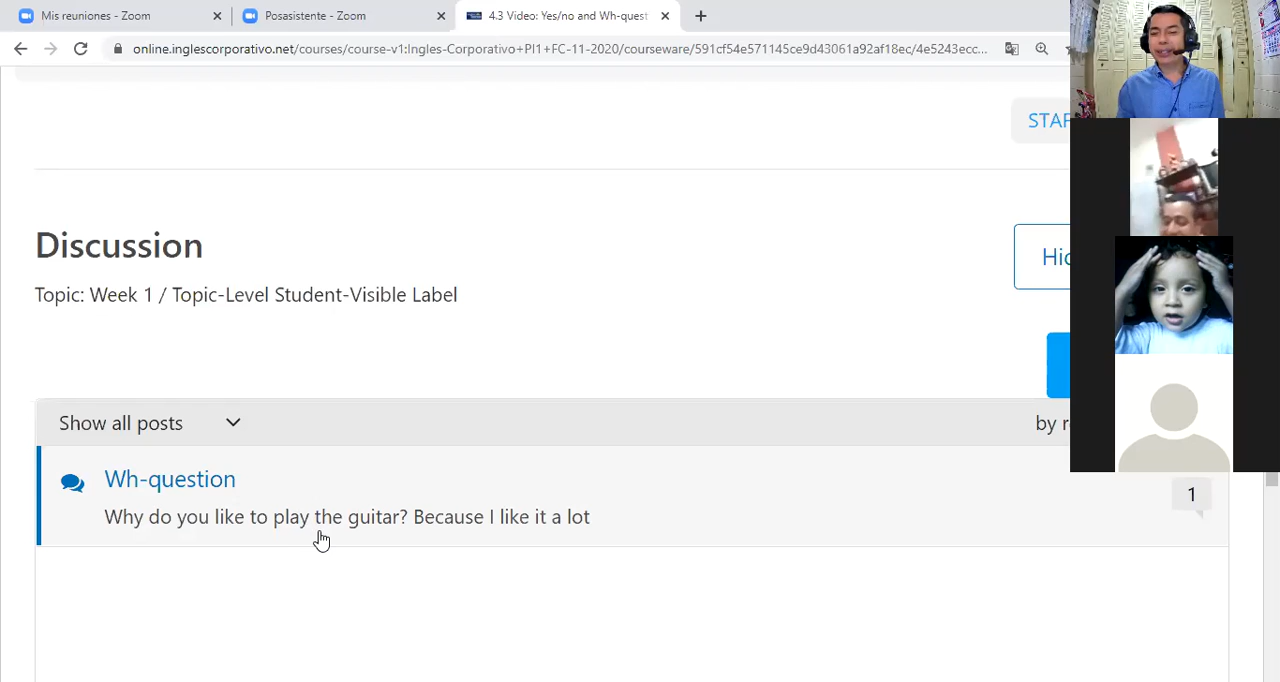 Mis reuniones - Zoom
Posasistente - Zoom
4.3 Video: Yes/no and Wh-quest
online.inglescorporativo.net/courses/course-v1:Ingles-Corporativo+PI1+FC-11-2020/courseware/591cf54e571145ce9d43061a92af18ec/4e5243ecc...
STAF
Discussion
Hid
Topic: Week 1 / Topic-Level Student-Visible Label
Show all posts
by re
Wh-question
Why do you like to play the guitar? Because I like it a lot
1